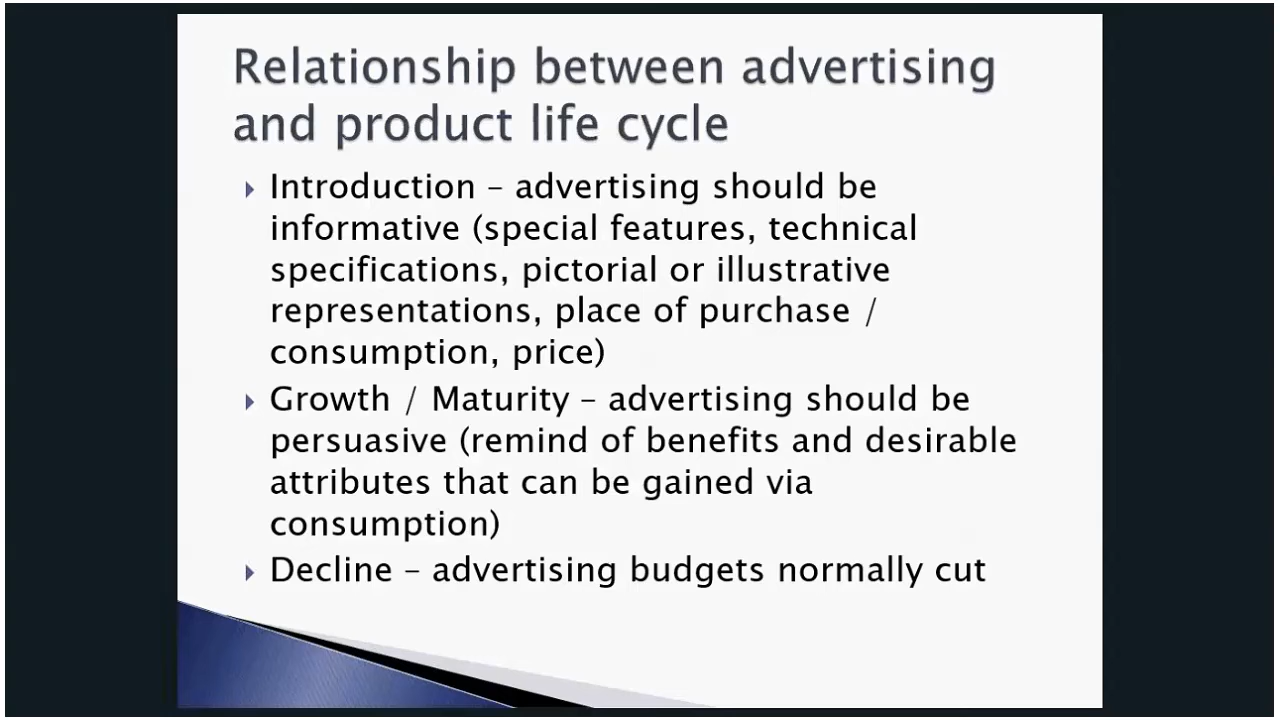 Relationship between advertising
and product life cycle
Introduction – advertising should be
informative (special features, technical
specifications, pictorial or illustrative
representations, place of purchase /
consumption, price)
Growth / Maturity – advertising should be
persuasive (remind of benefits and desirable
attributes that can be gained via
consumption)
Decline – advertising budgets normally cut